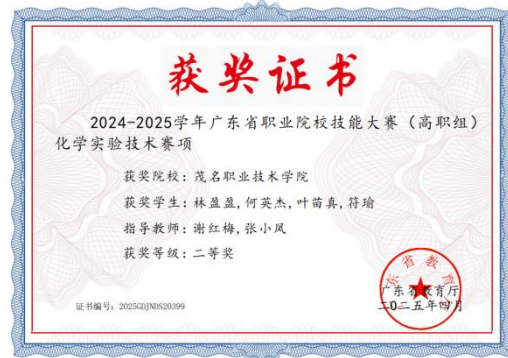 获奖证书
2024-2025学年广东省职业院校技能大赛（高职组）
化学实验技术赛项
获奖院校：茂名职业技术学院
获奖学生：林盈盈,何英杰,叶苗真,符瑜
指导教师：谢红梅,张小凤
获奖等级：二等奖
广东省教育厅
证书编号：2025GDJNDS20399
二〇二五年四月